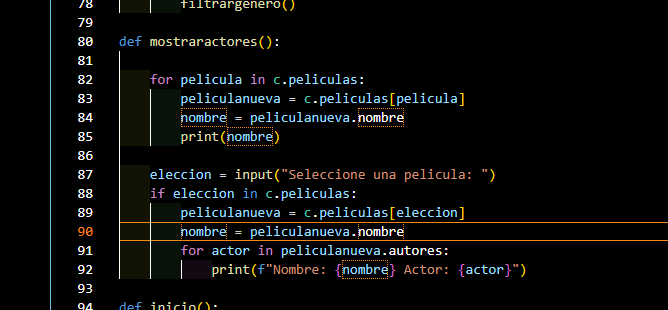 78 filtrargenero()
79
80 def mostraractores():
81
82 for pelicula in c.peliculas:
83 peliculanueva = c.peliculas[pelicula]
84 nombre = peliculanueva.nombre
85 print(nombre)
86
87 eleccion = input("Seleccione una pelicula: ")
88 if eleccion in c.peliculas:
89 peliculanueva = c.peliculas[eleccion]
90 nombre = peliculanueva.nombre
91 for actor in peliculanueva.autores:
92 print(f"Nombre: {nombre} Actor: {actor}")
93
94 def inicio():